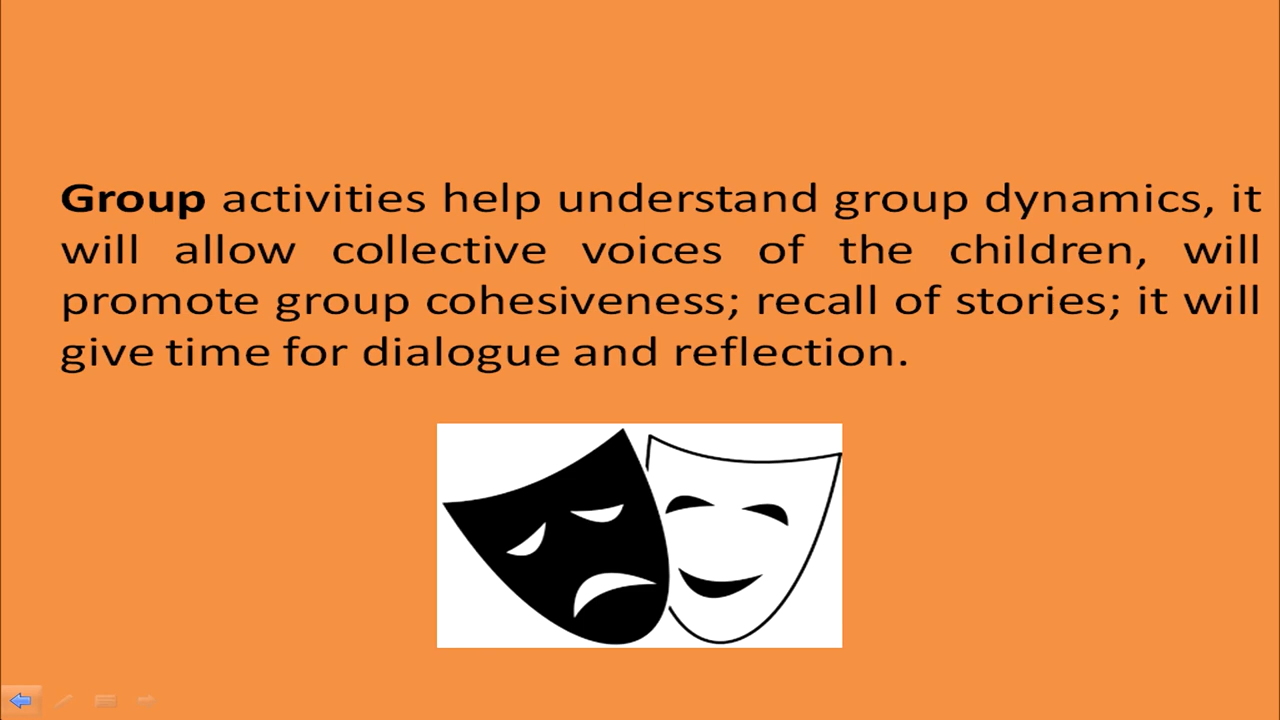 Group activities help understand group dynamics, it
will allow collective voices of the children, will
promote group cohesiveness; recall of stories; it will
give time for dialogue and reflection.